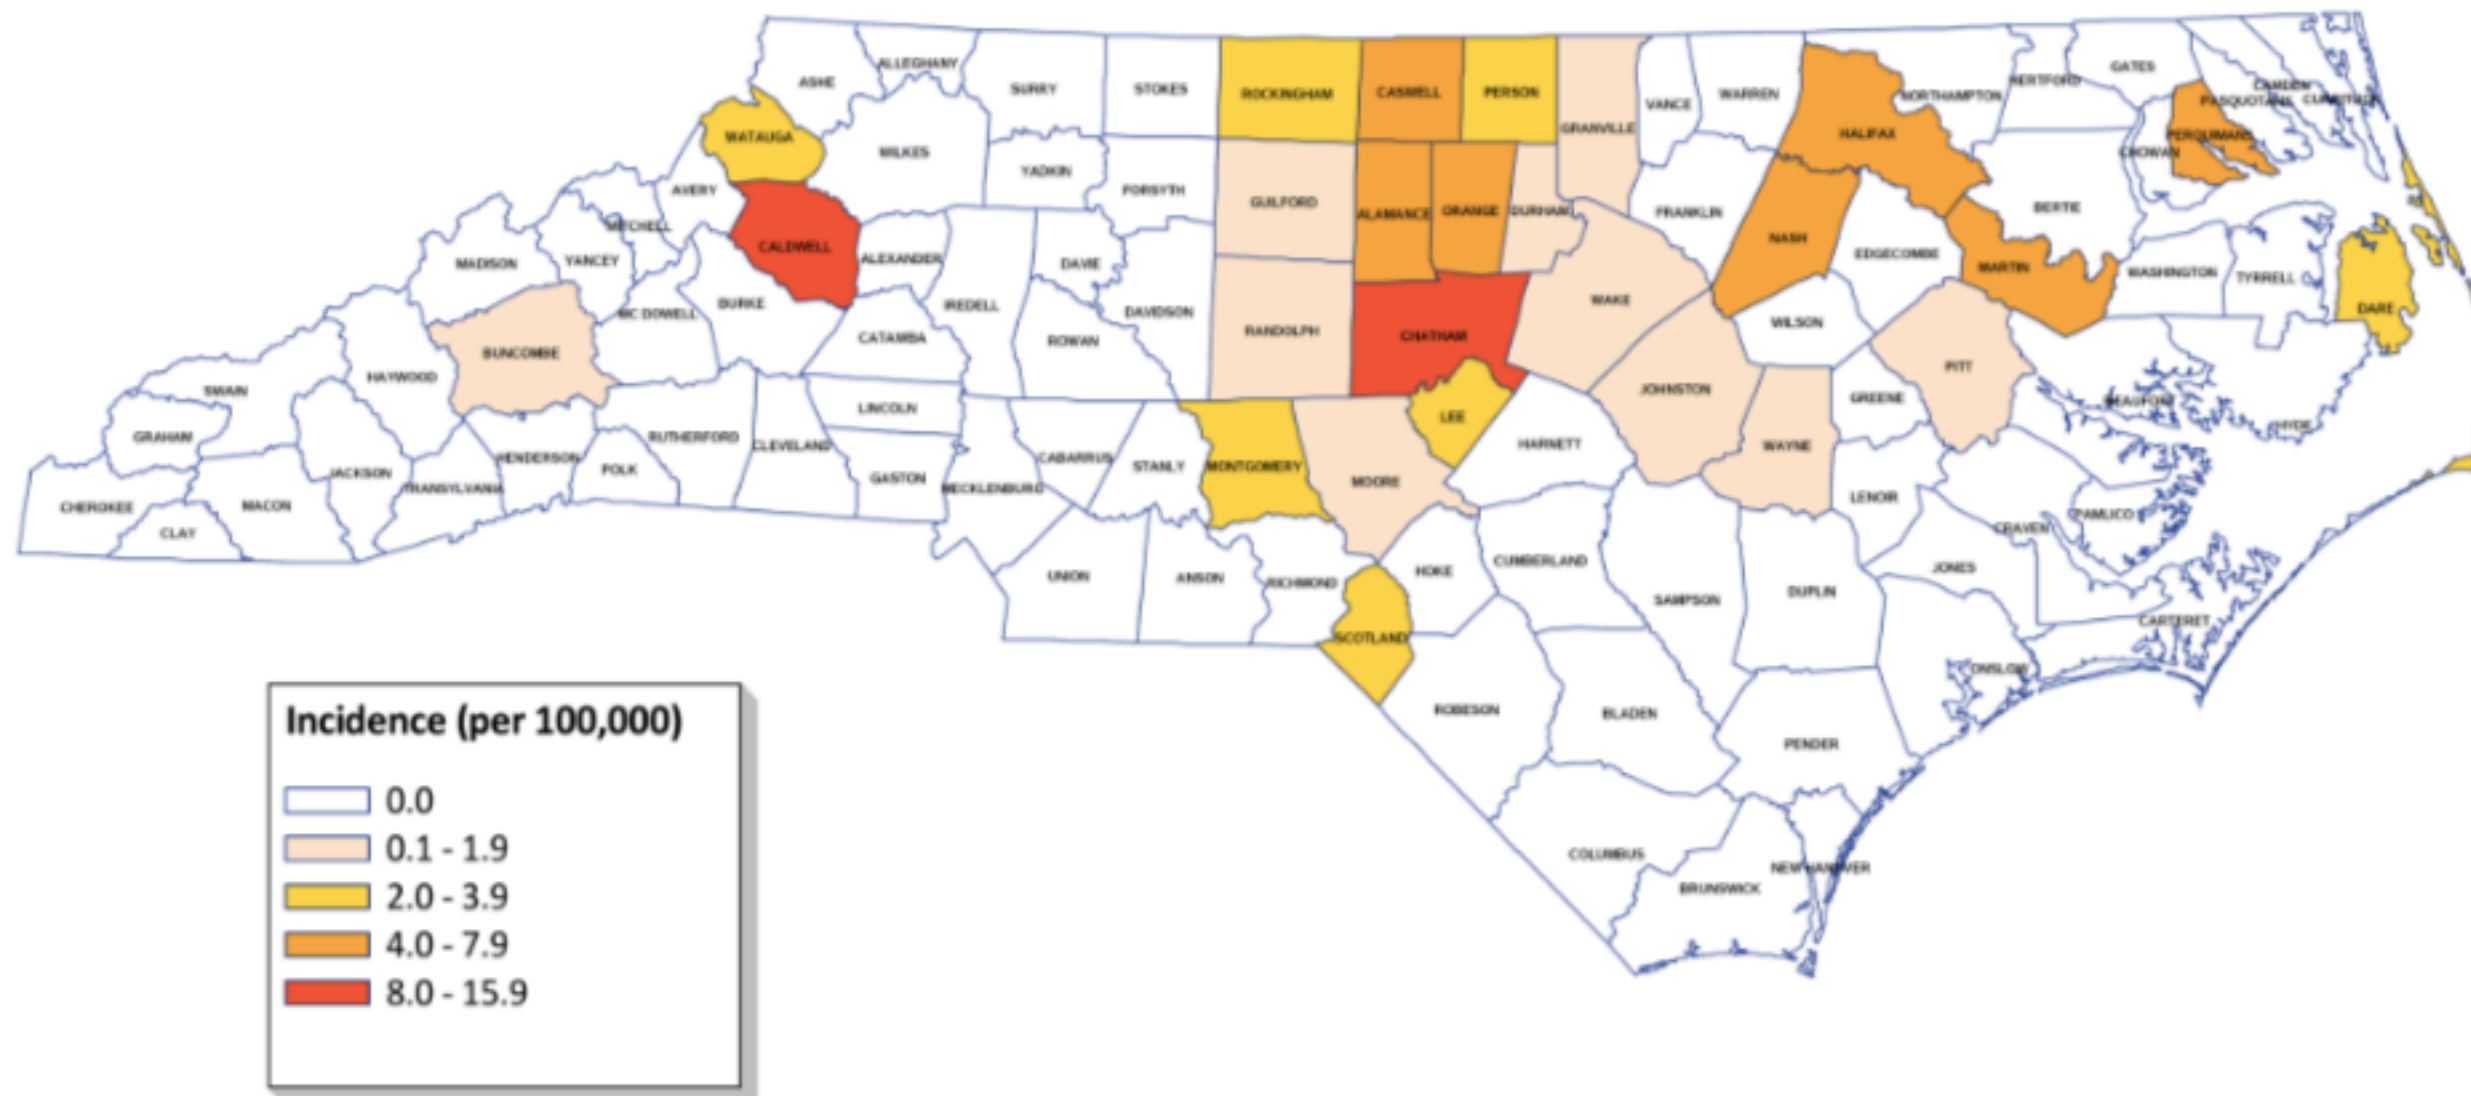 ALLEGHANY
ASHE
SURRY
STOKES
ROCKINGHAM
CASWELL
PERSON
GRANVILLE
VANCE
WARREN
NORTHAMPTON
HERTFORD
GATES
CAMDEN
PASQUOTANK
CURRITUCK
PERQUIMANS
CHOWAN
HALIFAX
WATAUGA
WILKES
YADKIN
FORSYTH
GUILFORD
ALAMANCE
ORANGE
DURHAM
FRANKLIN
NASH
EDGECOMBE
BERTIE
MARTIN
WASHINGTON
TYRRELL
DARE
AVERY
MITCHELL
YANCEY
MADISON
CALDWELL
ALEXANDER
DAVIE
IREDELL
DAVIDSON
BURKE
MC DOWELL
CATAMBA
ROWAN
RANDOLPH
CHATHAM
WAKE
WILSON
PITT
BUNCOMBE
HAYWOOD
SWAIN
GRAHAM
LINCOLN
LEE
JOHNSTON
GREENE
BEAUFORT
HYDE
RUTHERFORD
CLEVELAND
HENDERSON
POLK
GASTON
CABARRUS
STANLY
MONTGOMERY
MOORE
HARNETT
WAYNE
LENOIR
PAMLICO
CRAVEN
JACKSON
TRANSYLVANIA
MACON
CHEROKEE
CLAY
MECKLENBURG
UNION
ANSON
RICHMOND
HOKE
CUMBERLAND
SAMPSON
DUPLIN
JONES
CARTERET
SCOTLAND
ONSLOW
ROBESON
BLADEN
PENDER
COLUMBUS
NEW HANOVER
BRUNSWICK
Incidence (per 100,000)
0.0
0.1 - 1.9
2.0 - 3.9
4.0 - 7.9
8.0 - 15.9